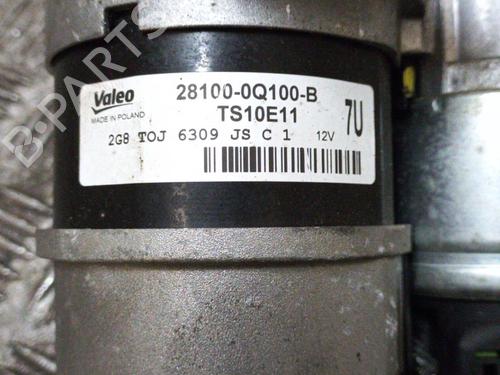 Valeo
MADE IN POLAND
28100-0Q100-B
TS10E11
7U
2G8 TOJ 6309 JS C 1 12V
B-PARTS